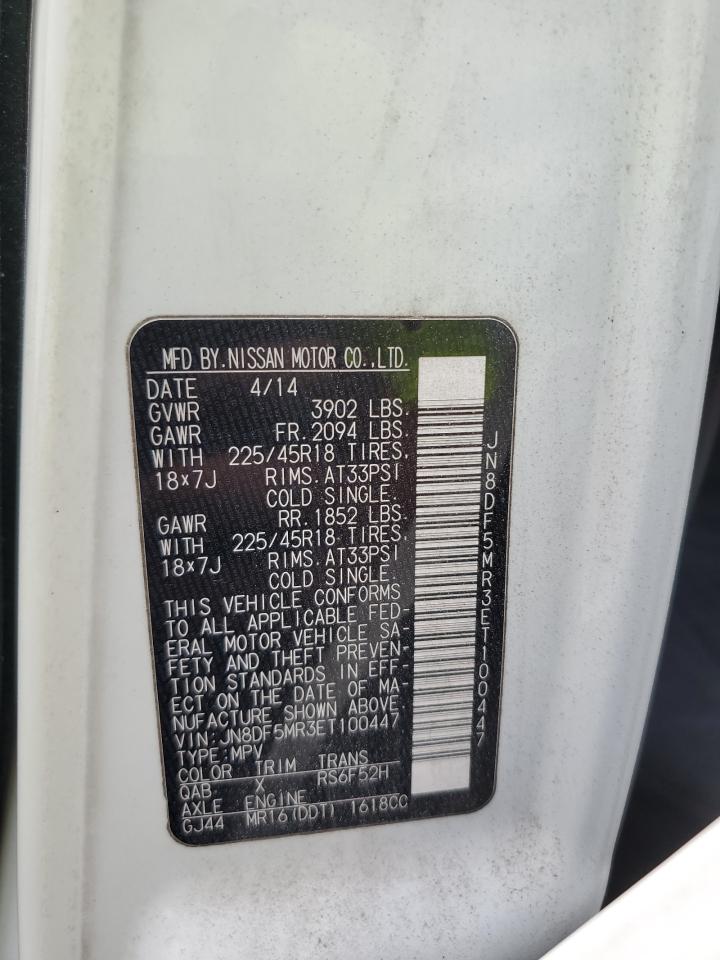 MFD BY.NISSAN MOTOR CO.,LTD.
DATE 4/14
GVWR 3902 LBS.
GAWR FR.2094 LBS.
WITH 225/45R18 TIRES.
18×7J RIMS.AT33PSI
COLD SINGLE.
GAWR RR.1852 LBS.
WITH 225/45R18 TIRES.
18×7J RIMS.AT33PSI
COLD SINGLE.
THIS VEHICLE CONFORMS
TO ALL APPLICABLE FED-
ERAL MOTOR VEHICLE SA-
FETY AND THEFT PREVEN-
TION STANDARDS IN EFF-
ECT ON THE DATE OF MA-
NUFACTURE SHOWN ABOVE.
VIN:JN8DF5MR3ET100447
TYPE:MPV
COLOR TRIM TRANS
QAB X RS6F52H
AXLE ENGINE
GJ44 MR16(DDT) 1618CC
JN8DF5MR3ET100447